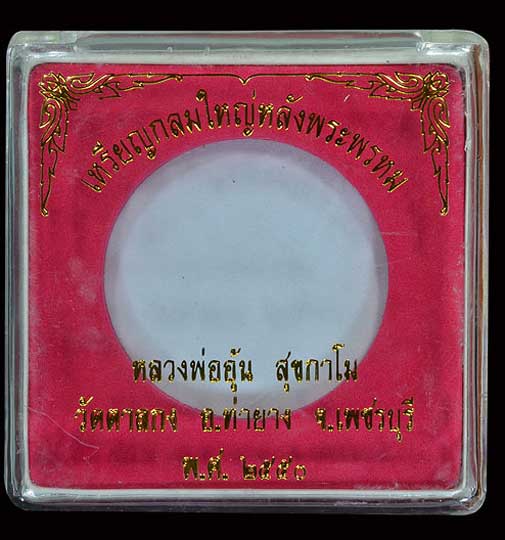 เหรียญกลมใหญ่หลังพระพรหม
หลวงพ่ออุ้น สุขกาโม
วัดตาลกง อ.ท่ายาง จ.เพชรบุรี
พ.ศ. ๒๕๕๐